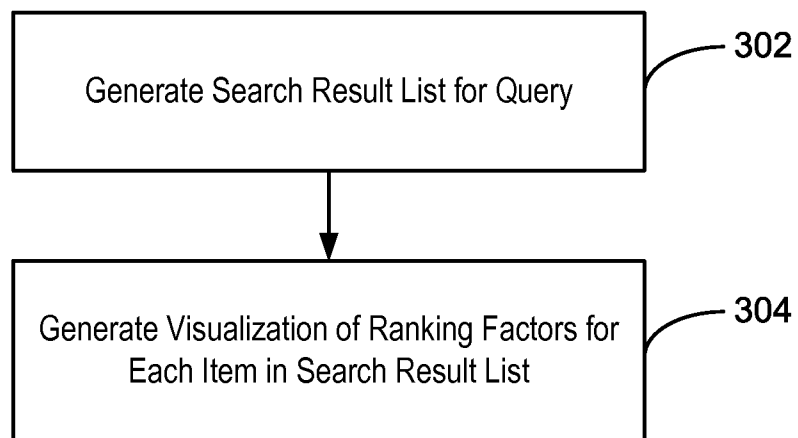 Generate Search Result List for Query
302
Generate Visualization of Ranking Factors for
Each Item in Search Result List
304